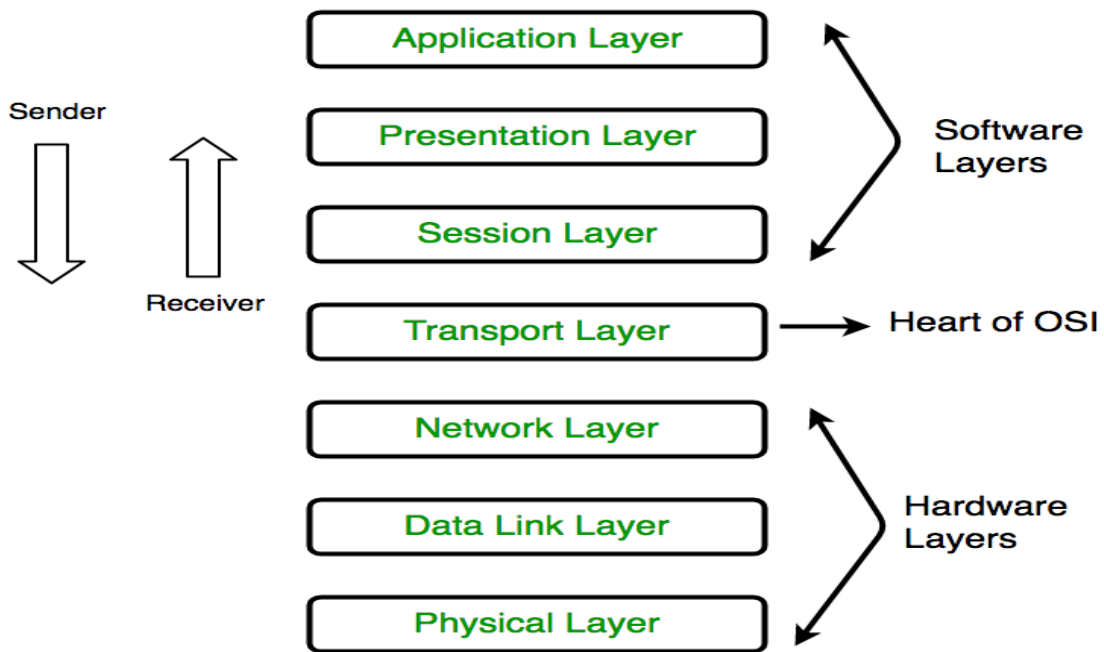 Application Layer
Sender
Presentation Layer
Software
Layers
Session Layer
Receiver
Transport Layer
Heart of OSI
Network Layer
Hardware
Layers
Data Link Layer
Physical Layer